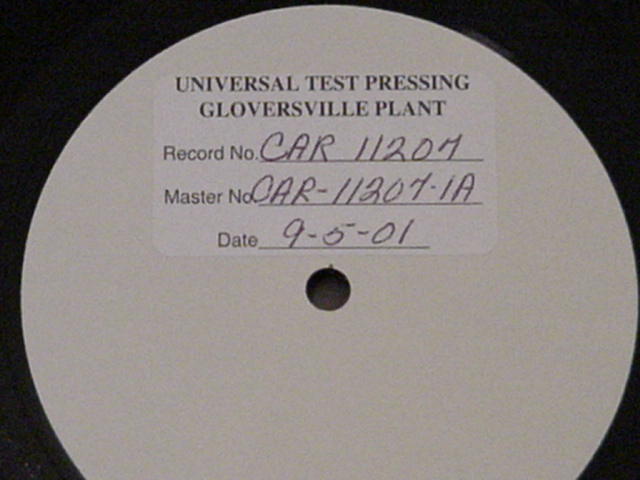 UNIVERSAL TEST PRESSING
GLOVERSVILLE PLANT
Record No. CAR 11207
Master No. CAR-11207-1A
Date 9-5-01